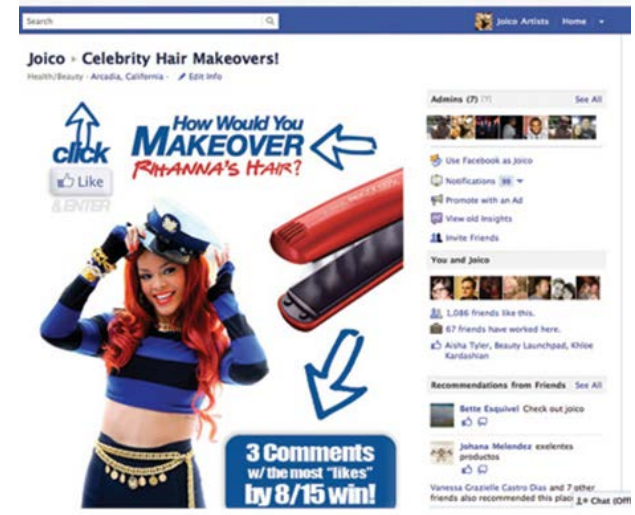 Search
Joico Artists Home
Joico ▸ Celebrity Hair Makeovers!
Health/Beauty · Arcadia, California · Edit Info
click
Like
& ENTER
How Would You
MAKEOVER
RIHANNA'S HAIR?
3 Comments
w/ the most "likes"
by 8/15 win!
Admins (7) [?] See All
Use Facebook as Joico
Notifications 99
Promote with an Ad
View old Insights
Invite Friends
You and Joico
1,086 friends like this.
67 friends have worked here.
Aisha Tyler, Beauty Launchpad, Khloe
Kardashian
Recommendations from Friends See All
Bette Esquivel Check out joico
Johana Melendez exelentes
productos
Vanessa Grazielle Castro Dias and 7 other
friends also recommended this place
Chat (Offl